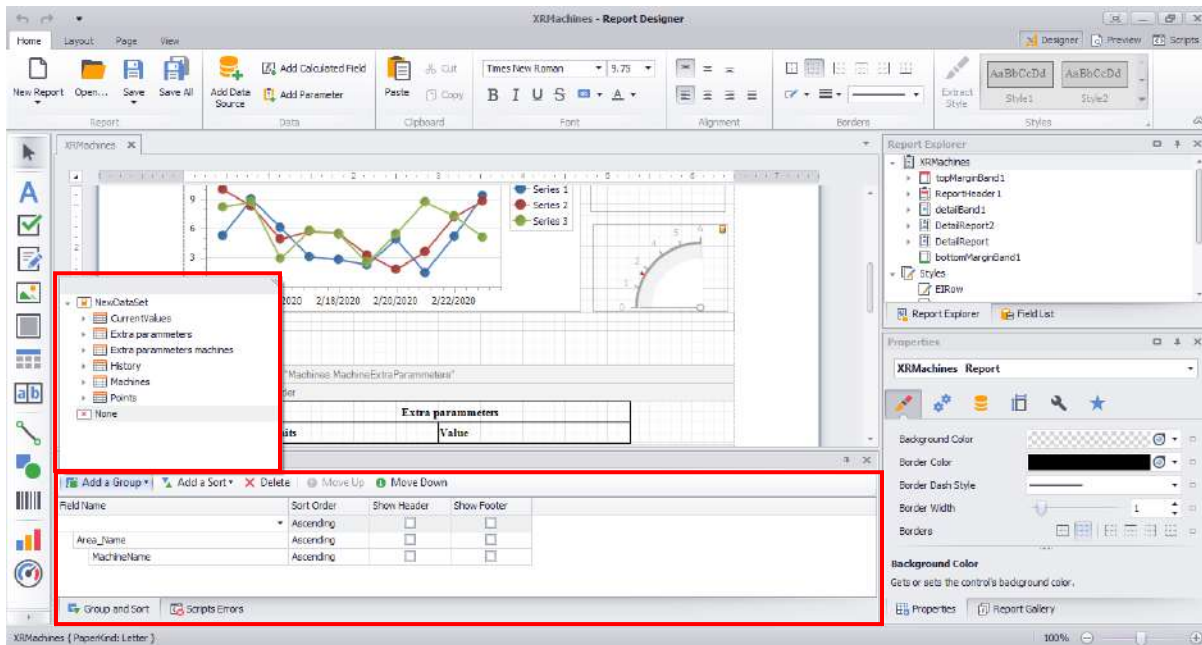 XRMachines - Report Designer
Home Layout Page View
Designer Preview Scripts
New Report Open... Save Save All
Add Data Source
Add Calculated Field
Add Parameter
Paste Cut
Copy
Times New Roman 9.75
B I U S A
Extract Style
AaBbCcDd AaBbCcDd
Style1 Style2
Report Data Clipboard Font Alignment Borders Styles
XRMachines
9
6
3
Series 1
Series 2
Series 3
2020 2/18/2020 2/20/2020 2/22/2020
NewDataSet
CurrentValues
Extra parammeters
Extra parammeters machines
History
Machines
Points
None
"Machines.MachineExtraParammeters"
der
Extra parammeters
its Value
Add a Group Add a Sort Delete Move Up Move Down
Field Name Sort Order Show Header Show Footer
Ascending
Area_Name Ascending
MachineName Ascending
Group and Sort Scripts Errors
Report Explorer
XRMachines
topMarginBand1
ReportHeader1
detailBand1
DetailReport2
DetailReport
bottomMarginBand1
Styles
EIRow
Report Explorer Field List
Properties
XRMachines Report
Background Color
Border Color
Border Dash Style
Border Width 1
Borders
Background Color
Gets or sets the control's background color.
Properties Report Gallery
XRMachines { PaperKind: Letter }
100%